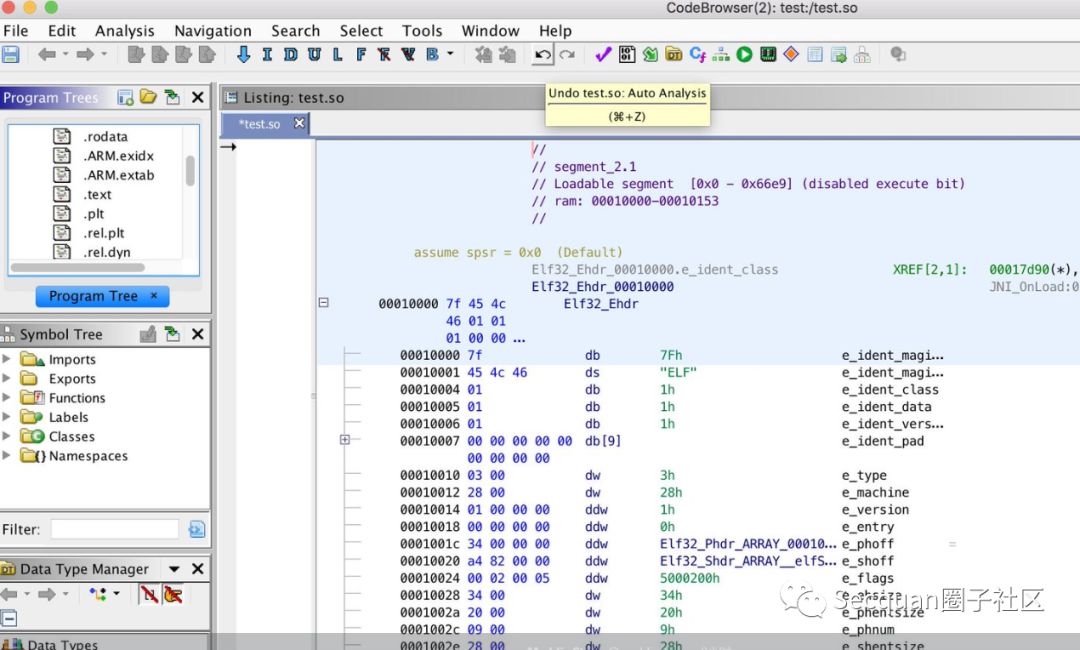 CodeBrowser(2): test:/test.so
File Edit Analysis Navigation Search Select Tools Window Help
I D U L F B
Program Trees
Listing: test.so
Undo test.so: Auto Analysis
(⌘+Z)
*test.so
.rodata
.ARM.exidx
.ARM.extab
.text
.plt
.rel.plt
.rel.dyn
Program Tree ×
Symbol Tree
Imports
Exports
Functions
Labels
Classes
Namespaces
Filter:
Data Type Manager
Data Types
//
// segment_2.1
// Loadable segment [0x0 - 0x66e9] (disabled execute bit)
// ram: 00010000-00010153
//
assume spsr = 0x0 (Default)
Elf32_Ehdr_00010000.e_ident_class XREF[2,1]: 00017d90(*),
Elf32_Ehdr_00010000 JNI_OnLoad:0
00010000 7f 45 4c Elf32_Ehdr
46 01 01
01 00 00 ...
00010000 7f db 7Fh e_ident_magi...
00010001 45 4c 46 ds "ELF" e_ident_magi...
00010004 01 db 1h e_ident_class
00010005 01 db 1h e_ident_data
00010006 01 db 1h e_ident_vers...
00010007 00 00 00 00 00 db[9] e_ident_pad
00 00 00 00
00010010 03 00 dw 3h e_type
00010012 28 00 dw 28h e_machine
00010014 01 00 00 00 ddw 1h e_version
00010018 00 00 00 00 ddw 0h e_entry
0001001c 34 00 00 00 ddw Elf32_Phdr_ARRAY_00010... e_phoff
00010020 a4 82 00 00 ddw Elf32_Shdr_ARRAY__elfS... e_shoff
00010024 00 02 00 05 ddw 5000200h e_flags
00010028 34 00 dw 34h e_ehsize
0001002a 20 00 dw 20h e_phentsize
0001002c 09 00 dw 9h e_phnum
0001002e 28 00 dw 28h e_shentsize
Secquan圈子社区